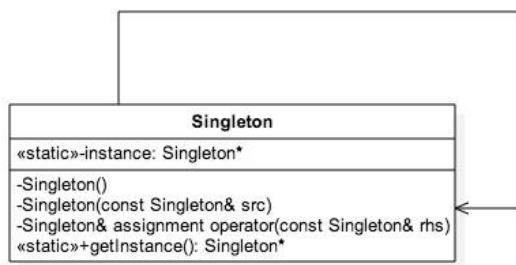 Singleton
«static»-instance: Singleton*
-Singleton()
-Singleton(const Singleton& src)
-Singleton& assignment operator(const Singleton& rhs)
«static»+getInstance(): Singleton*